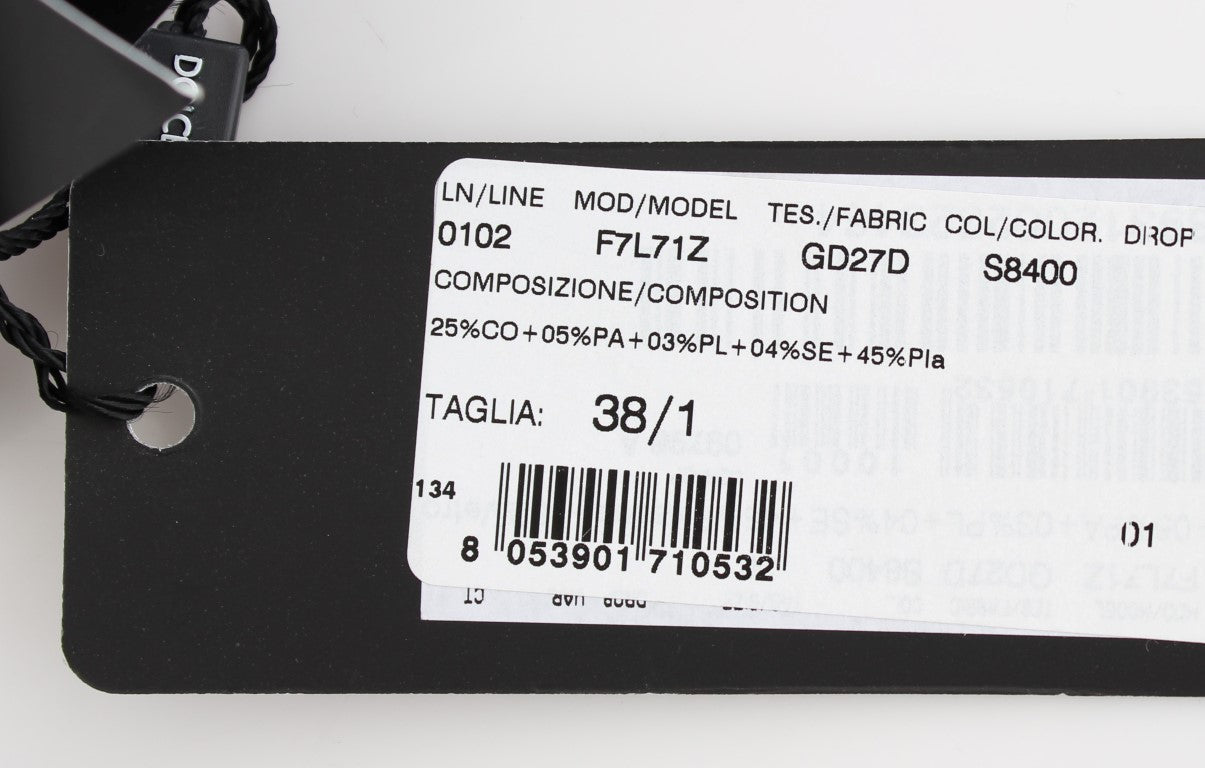 LN/LINE MOD/MODEL TES./FABRIC COL/COLOR. DROP
0102 F7L71Z GD27D S8400
COMPOSIZIONE/COMPOSITION
25%CO+05%PA+03%PL+04%SE+45%PIa
TAGLIA: 38/1
134
01
8 053901 710532